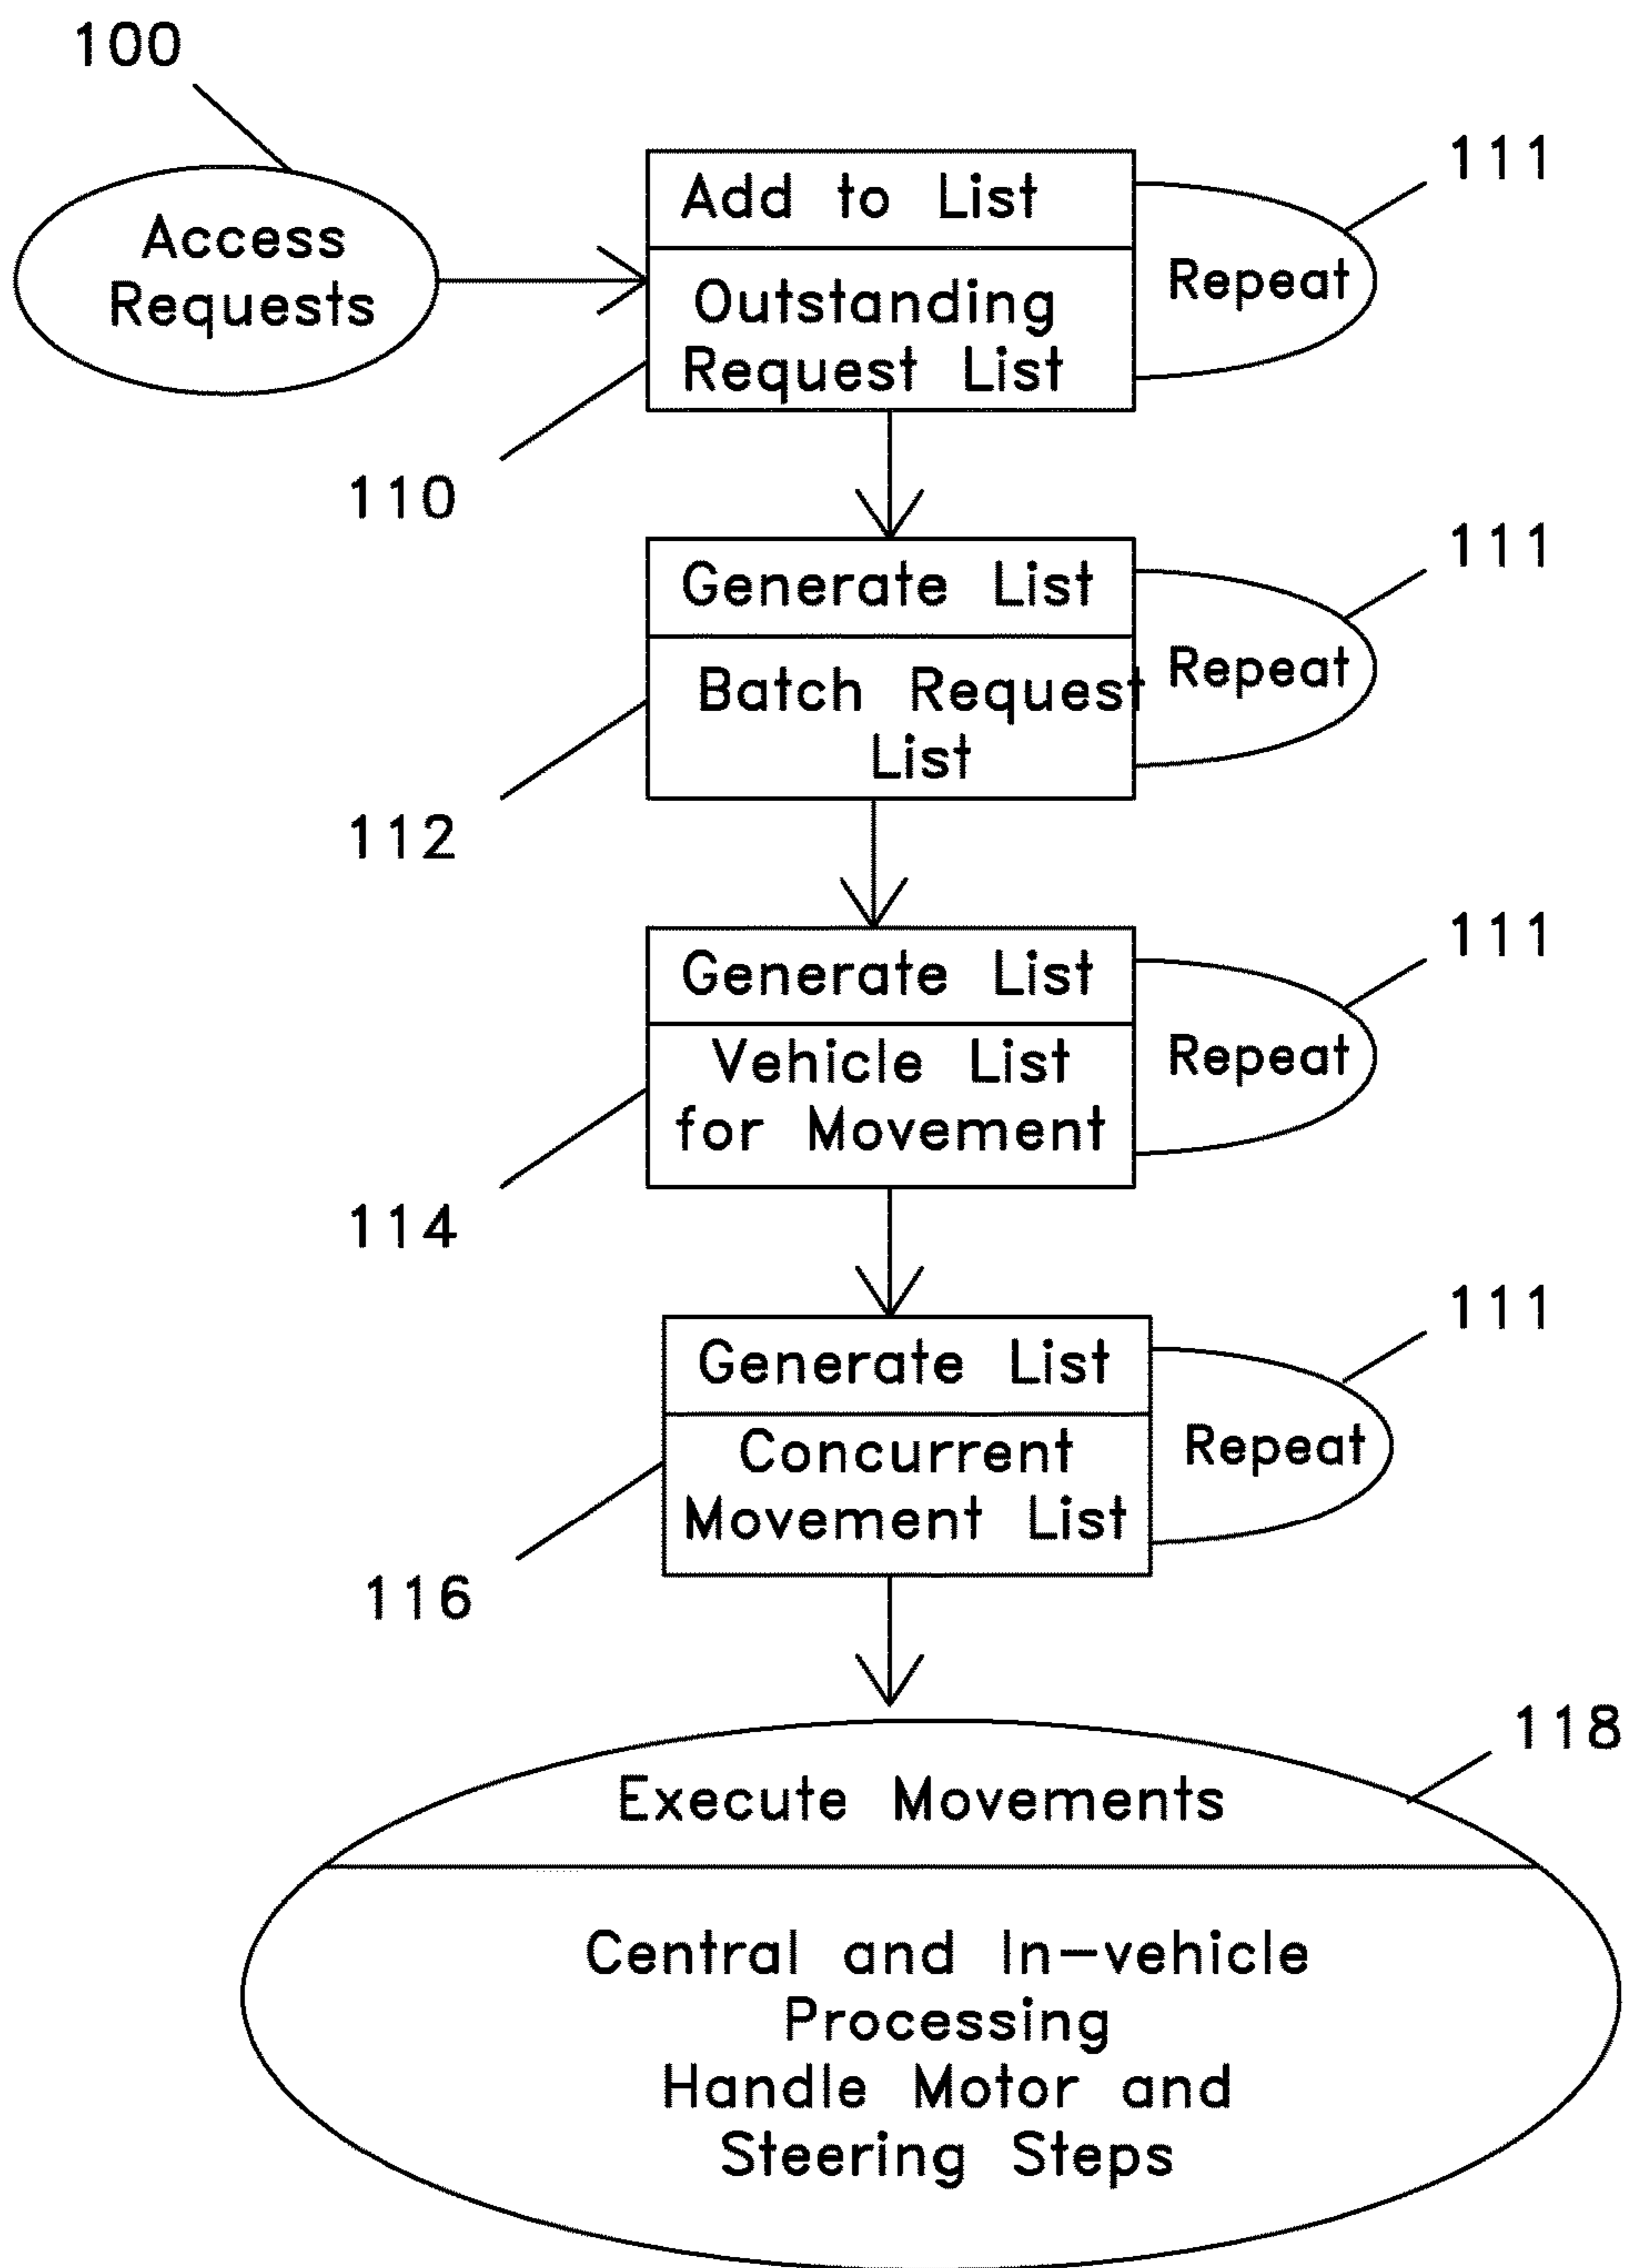 100
Access
Requests
Add to List
Outstanding
Request List
Repeat
111
110
Generate List
Batch Request
List
Repeat
111
112
Generate List
Vehicle List
for Movement
Repeat
111
114
Generate List
Concurrent
Movement List
Repeat
111
116
118
Execute Movements
Central and In-vehicle
Processing
Handle Motor and
Steering Steps